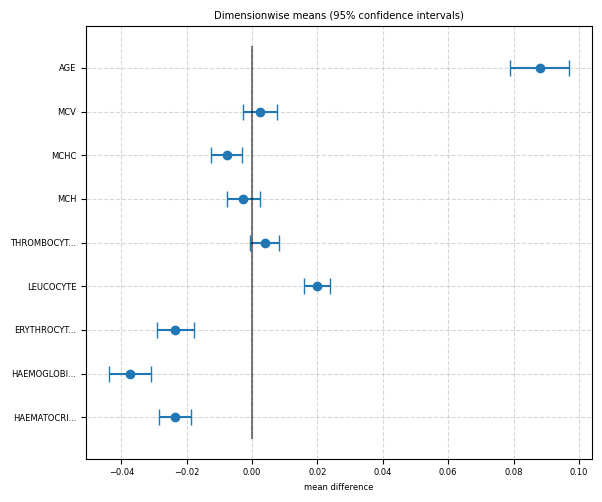 Dimensionwise means (95% confidence intervals)
AGE
MCV
MCHC
MCH
THROMBOCYT...
LEUCOCYTE
ERYTHROCYT...
HAEMOGLOBI...
HAEMATOCRI...
−0.04 −0.02 0.00 0.02 0.04 0.06 0.08 0.10
mean difference